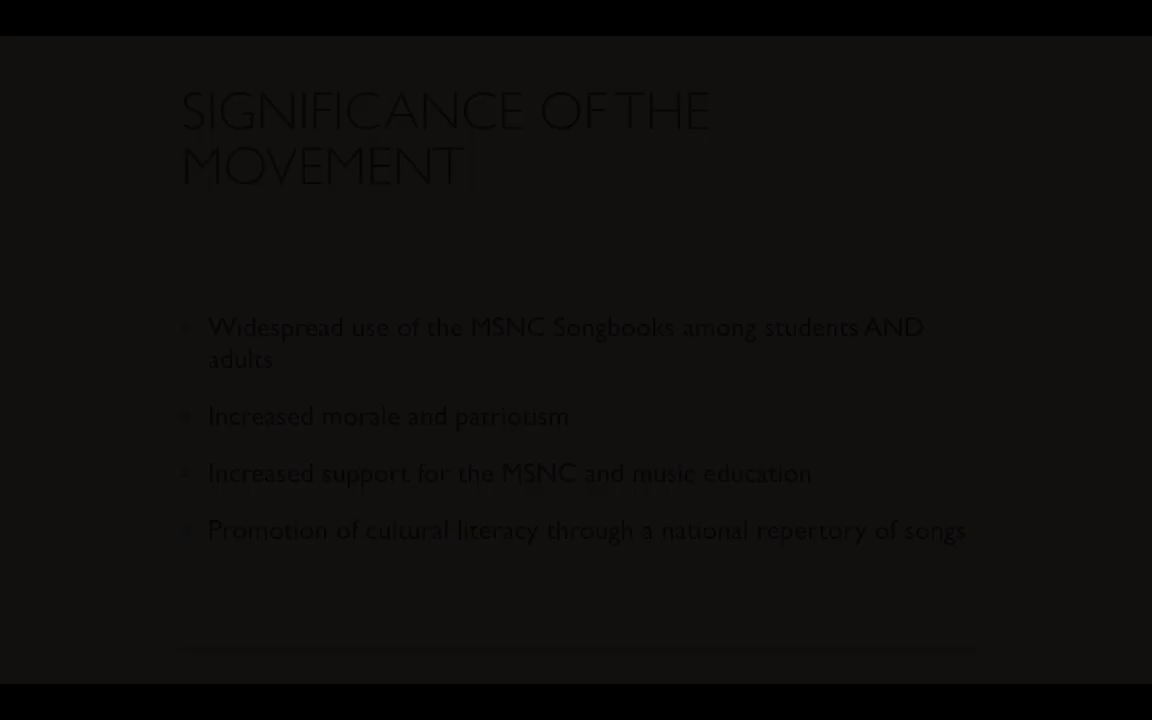 SIGNIFICANCE OF THE
MOVEMENT
Widespread use of the MSNC Songbooks among students AND
adults
Increased morale and patriotism
Increased support for the MSNC and music education
Promotion of cultural literacy through a national repertory of songs